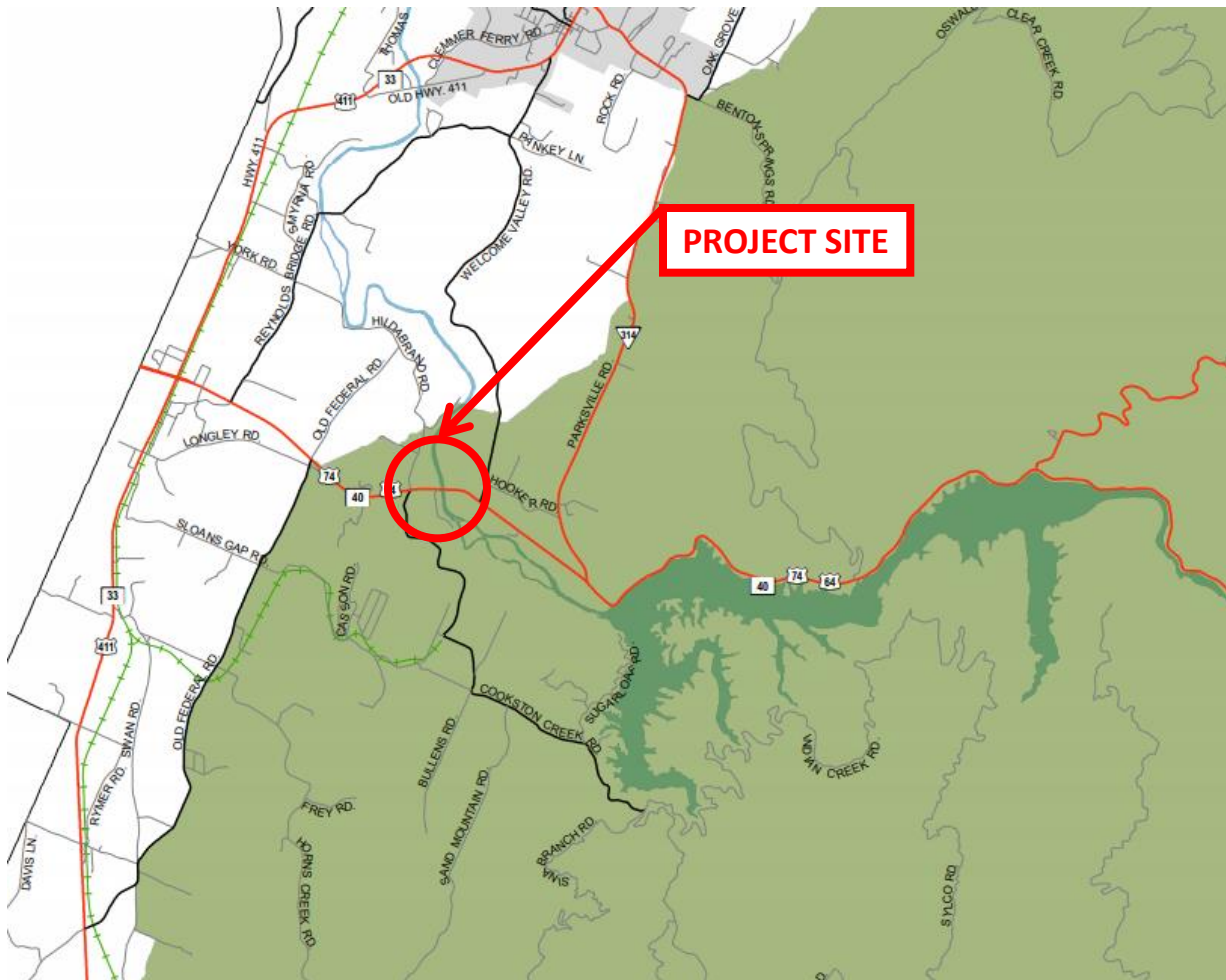 THOMAS
CLEMMER FERRY RD.
33
411
OLD HWY. 411
HWY 411
ROCK RD.
OAK GROVE
OSWAL
CLEAR CREEK RD.
BENTON-SPRINGS RD.
PINKEY LN.
SMYRNA RD.
YORK RD.
REYNOLDS BRIDGE RD.
WELCOME VALLEY RD.
PROJECT SITE
HILDABRAND RD.
314
OLD FEDERAL RD.
PARKSVILLE RD.
LONGLEY RD.
74
40
HOOKER RD
SLOANS GAP RD.
CASSON RD.
40
74
64
33
411
OLD FEDERAL RD.
SUGARLOAF RD.
COOKSTON CREEK RD.
RYMER RD.
SWAN RD.
BULLENS RD.
INDIAN CREEK RD.
FREY RD.
SAND MOUNTAIN RD.
HORNS CREEK RD.
BRANCH RD.
DAVIS LN.
SYLCO RD.